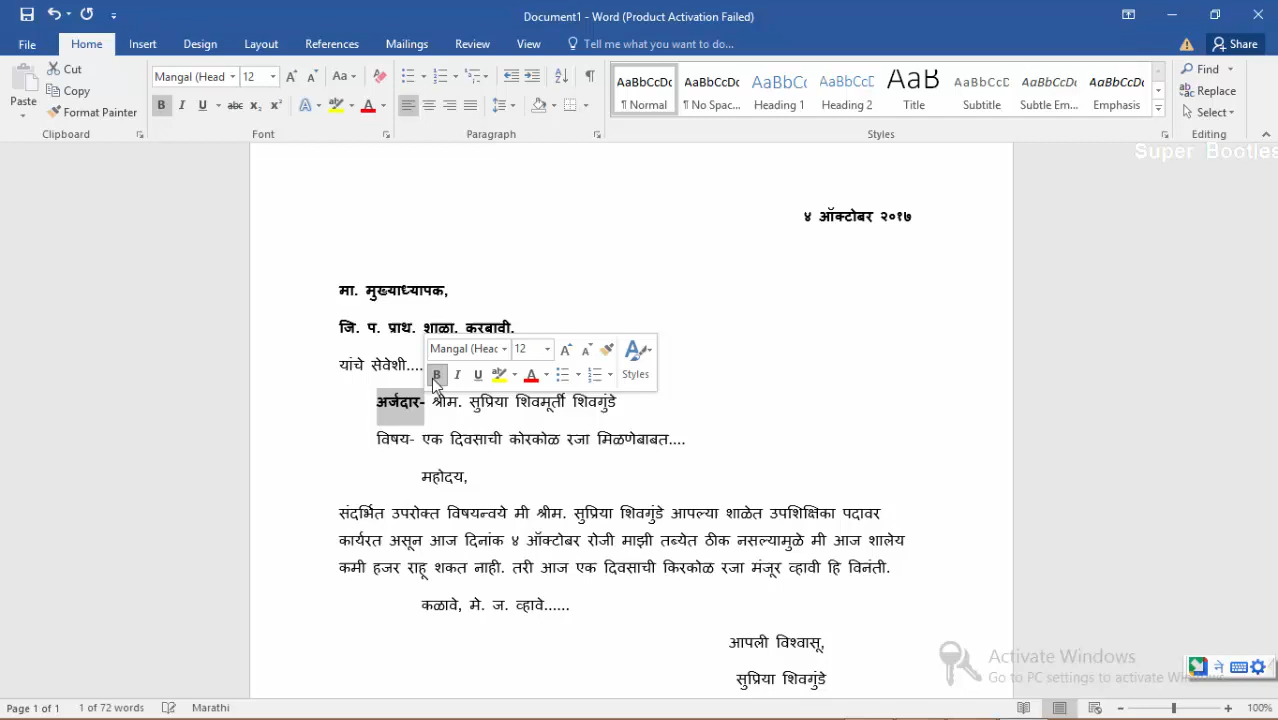 Document1 - Word (Product Activation Failed)
File Home Insert Design Layout References Mailings Review View Tell me what you want to do... Share
Cut
Copy
Format Painter
Paste
Mangal (Head 12 Aa
AaBbCcDc AaBbCcDc AaBbCc AaBbCcD AaB AaBbCcD AaBbCcDc AaBbCcDc
¶ Normal ¶ No Spac... Heading 1 Heading 2 Title Subtitle Subtle Em... Emphasis
Find
Replace
Select
Clipboard Font Paragraph Styles Editing
Super Bootles
४ ऑक्टोबर २०१७
मा. मुख्याध्यापक,
जि. प. प्राथ. शाळा. करबावी.
यांचे सेवेशी....
Mangal (Head 12
B I U Styles
अर्जदार- श्रीम. सुप्रिया शिवमूर्ती शिवगुंडे
विषय- एक दिवसाची कोरकोळ रजा मिळणेबाबत....
महोदय,
संदर्भित उपरोक्त विषयन्वये मी श्रीम. सुप्रिया शिवगुंडे आपल्या शाळेत उपशिक्षिका पदावर
कार्यरत असून आज दिनांक ४ ऑक्टोबर रोजी माझी तब्येत ठीक नसल्यामुळे मी आज शालेय
कमी हजर राहू शकत नाही. तरी आज एक दिवसाची किरकोळ रजा मंजूर व्हावी हि विनंती.
कळावे, मे. ज. व्हावे......
आपली विश्वासू,
सुप्रिया शिवगुंडे
Activate Windows
Go to PC settings to activate Windows.
ने
Page 1 of 1 1 of 72 words Marathi 100%